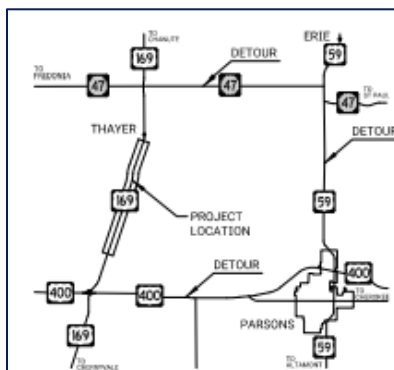 TO
CHANUTE
169
ERIE
59
DETOUR
TO
FREDONIA
47
47
TO
ST PAUL
47
THAYER
DETOUR
169
PROJECT
LOCATION
59
DETOUR
400
400
400
TO
CHEROKEE
PARSONS
169
59
TO
TO
ALTAMONT
CHERRYVALE